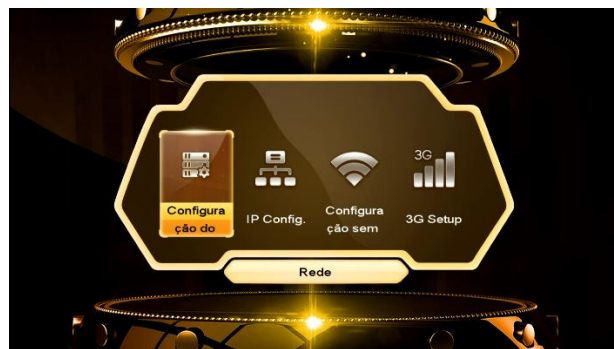 3G
Configura
ção do
IP Config.
Configura
ção sem
3G Setup
Rede